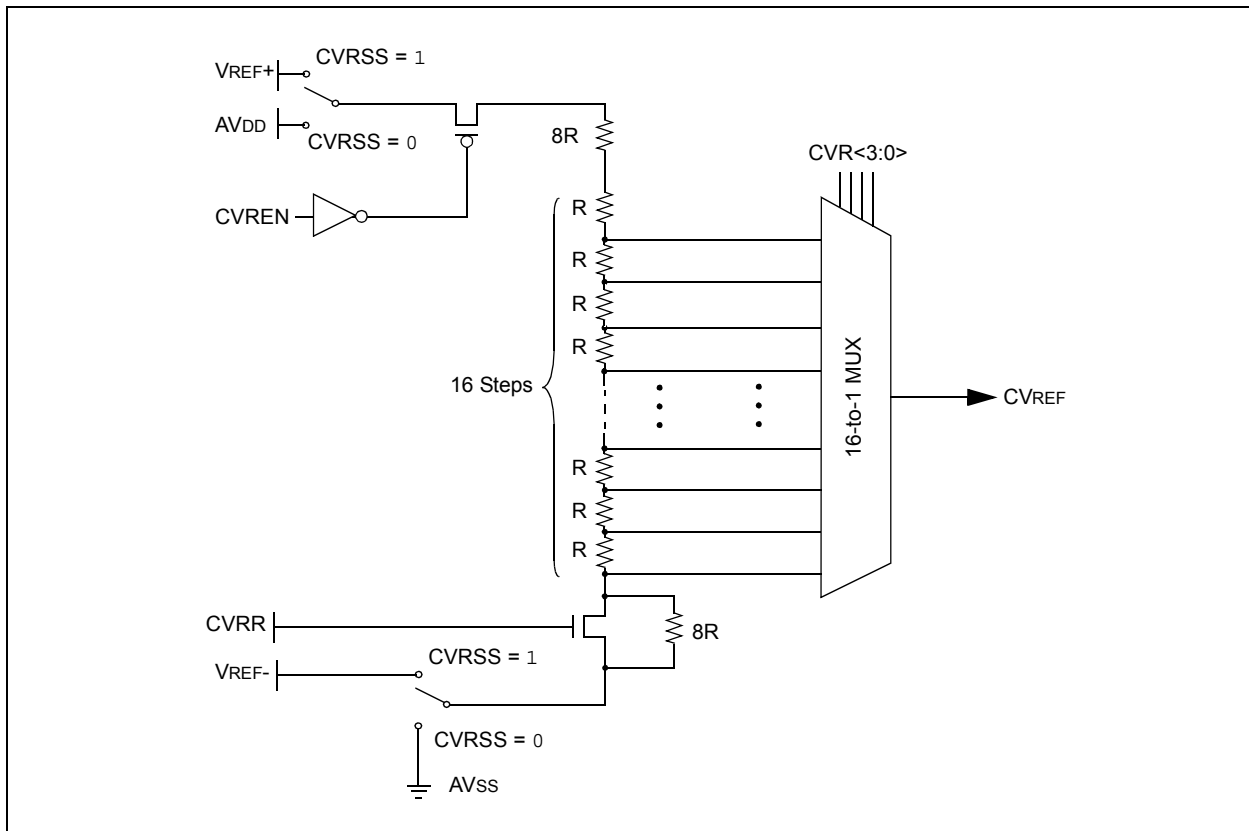 CVRSS = 1
VREF+
AVDD
CVRSS = 0
8R
CVR<3:0>
CVREN
R
R
R
R
16 Steps
16-to-1 MUX
CVREF
R
R
R
CVRR
8R
CVRSS = 1
VREF-
CVRSS = 0
AVSS